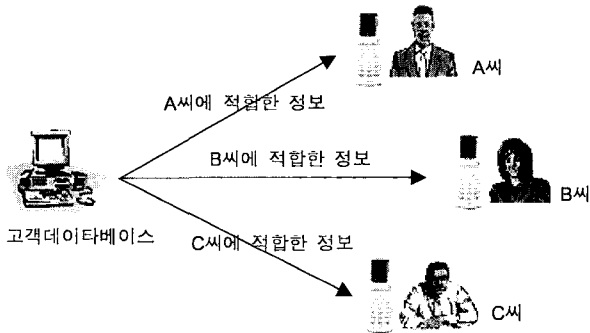 A씨
A씨에 적합한 정보
B씨에 적합한 정보
B씨
고객데이타베이스
C씨에 적합한 정보
C씨